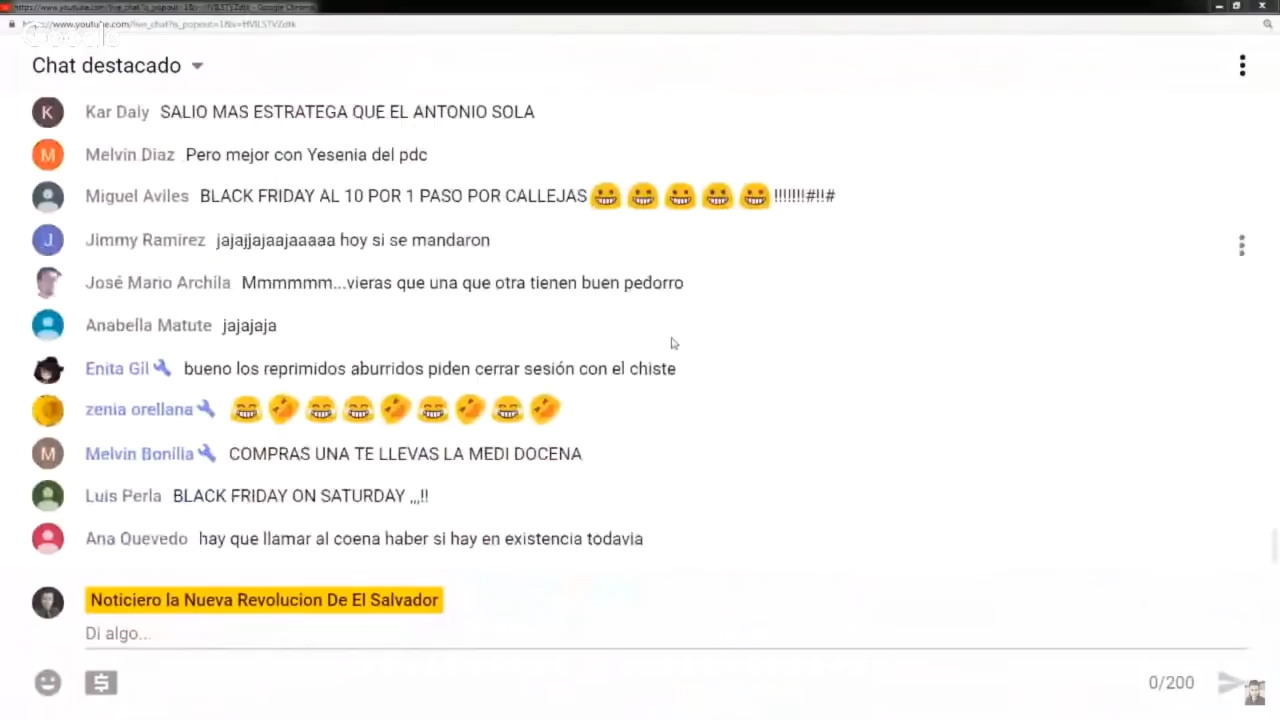 Chat destacado
K Kar Daly SALIO MAS ESTRATEGA QUE EL ANTONIO SOLA
M Melvin Diaz Pero mejor con Yesenia del pdc
Miguel Aviles BLACK FRIDAY AL 10 POR 1 PASO POR CALLEJAS😁😁😁😁😁!!!!!!!#!!#
J Jimmy Ramirez jajajjajaajaaaaa hoy si se mandaron
José Mario Archila Mmmmmm...vieras que una que otra tienen buen pedorro
Anabella Matute jajajaja
Enita Gil bueno los reprimidos aburridos piden cerrar sesión con el chiste
zenia orellana 😂🤣😂😂🤣😂🤣😂🤣
M Melvin Bonilla COMPRAS UNA TE LLEVAS LA MEDI DOCENA
Luis Perla BLACK FRIDAY ON SATURDAY ,,,!!
Ana Quevedo hay que llamar al coena haber si hay en existencia todavia
Noticiero la Nueva Revolucion De El Salvador
Di algo...
$ 0/200